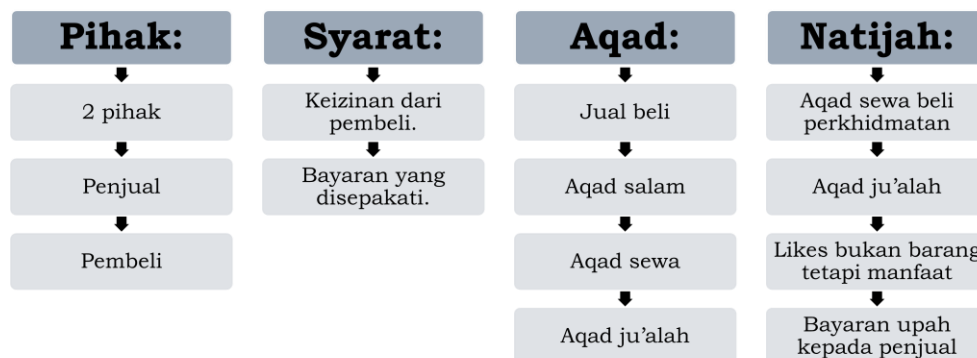 Pihak:
2 pihak
Penjual
Pembeli
Syarat:
Keizinan dari
pembeli.
Bayaran yang
disepakati.
Aqad:
Jual beli
Aqad salam
Aqad sewa
Aqad ju’alah
Natijah:
Aqad sewa beli
perkhidmatan
Aqad ju’alah
Likes bukan barang
tetapi manfaat
Bayaran upah
kepada penjual